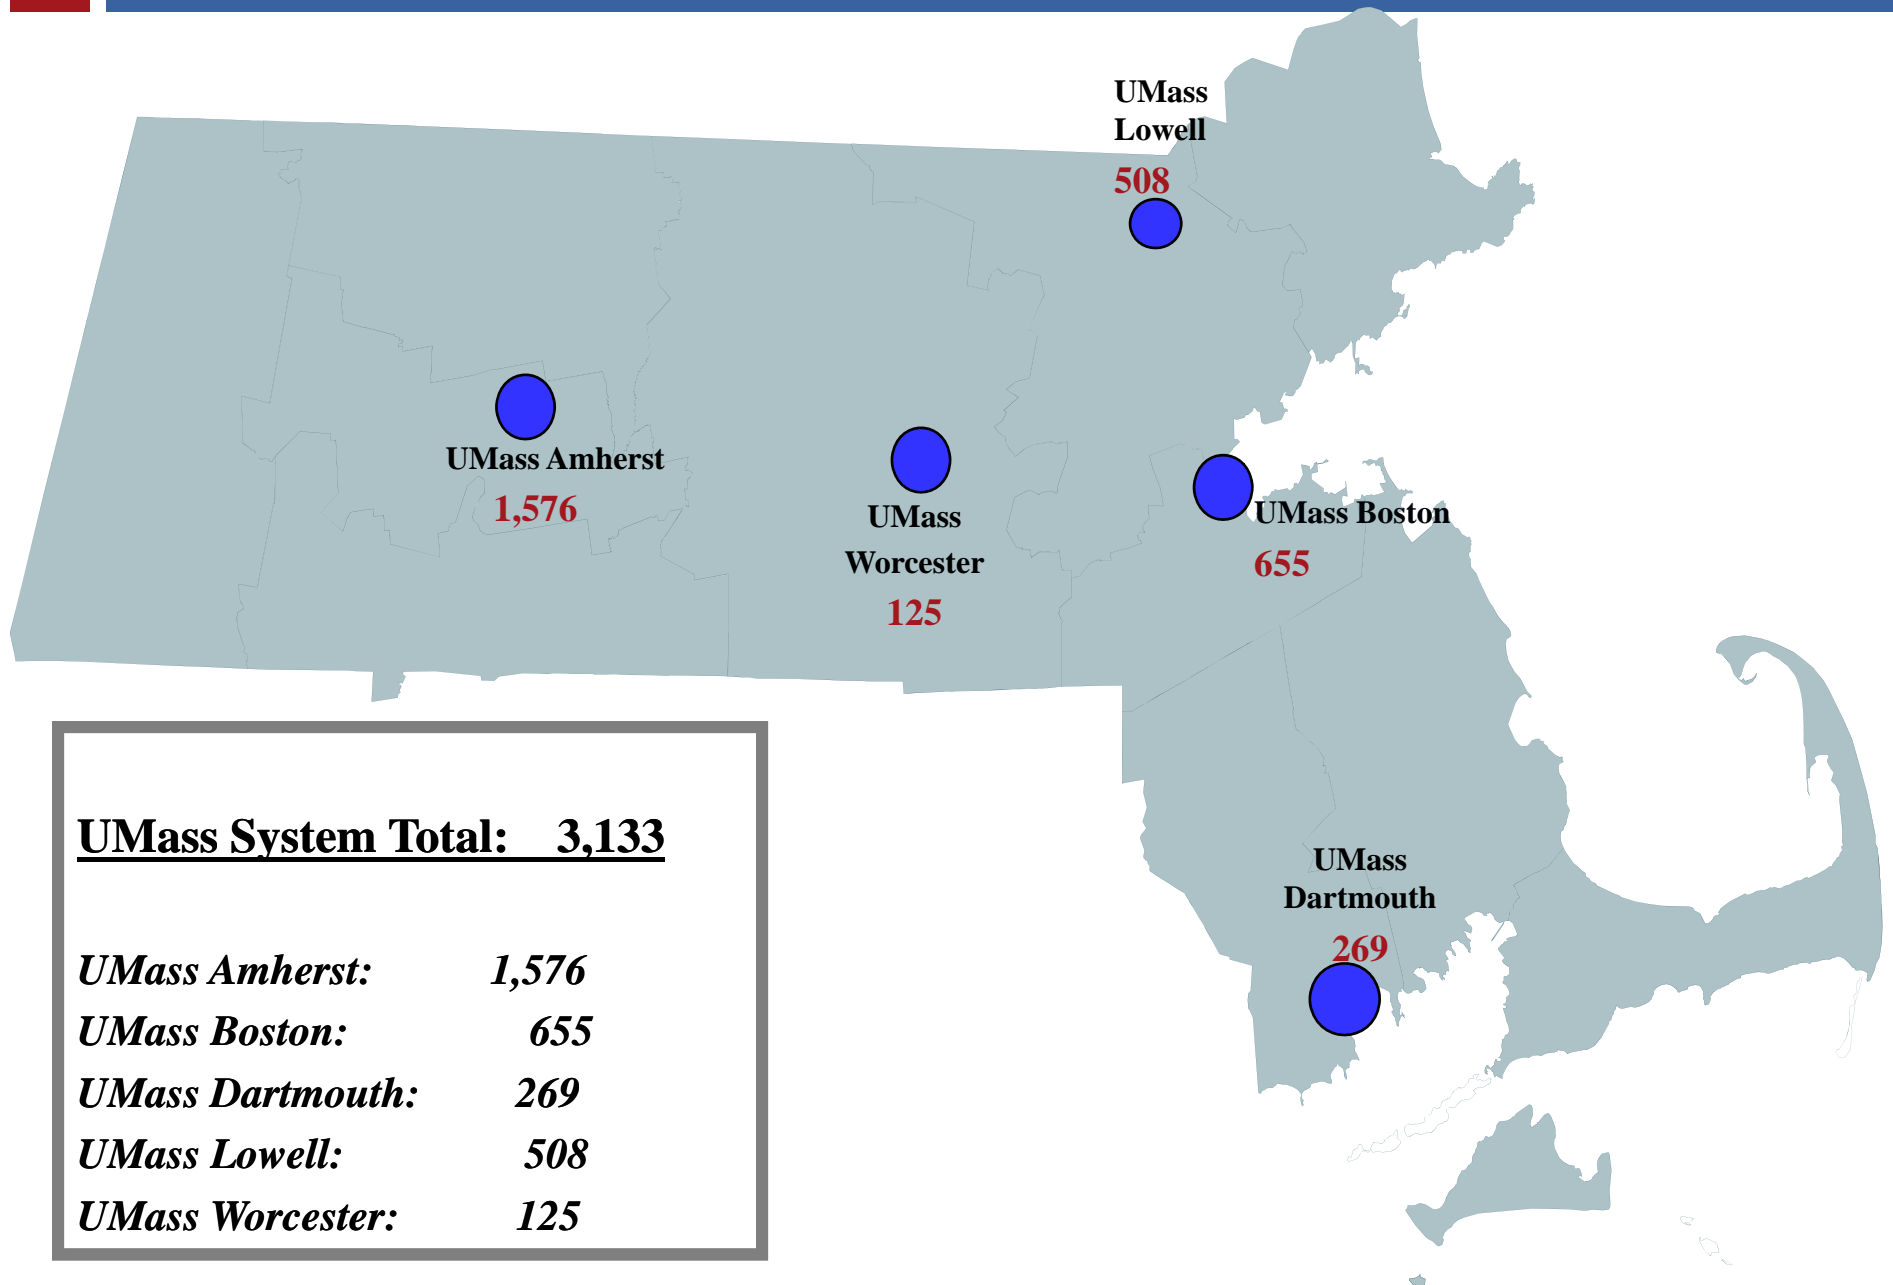 UMass
Lowell
508
UMass Amherst
1,576
UMass
Worcester
125
UMass Boston
655
UMass
Dartmouth
269
UMass System Total: 3,133
UMass Amherst: 1,576
UMass Boston: 655
UMass Dartmouth: 269
UMass Lowell: 508
UMass Worcester: 125